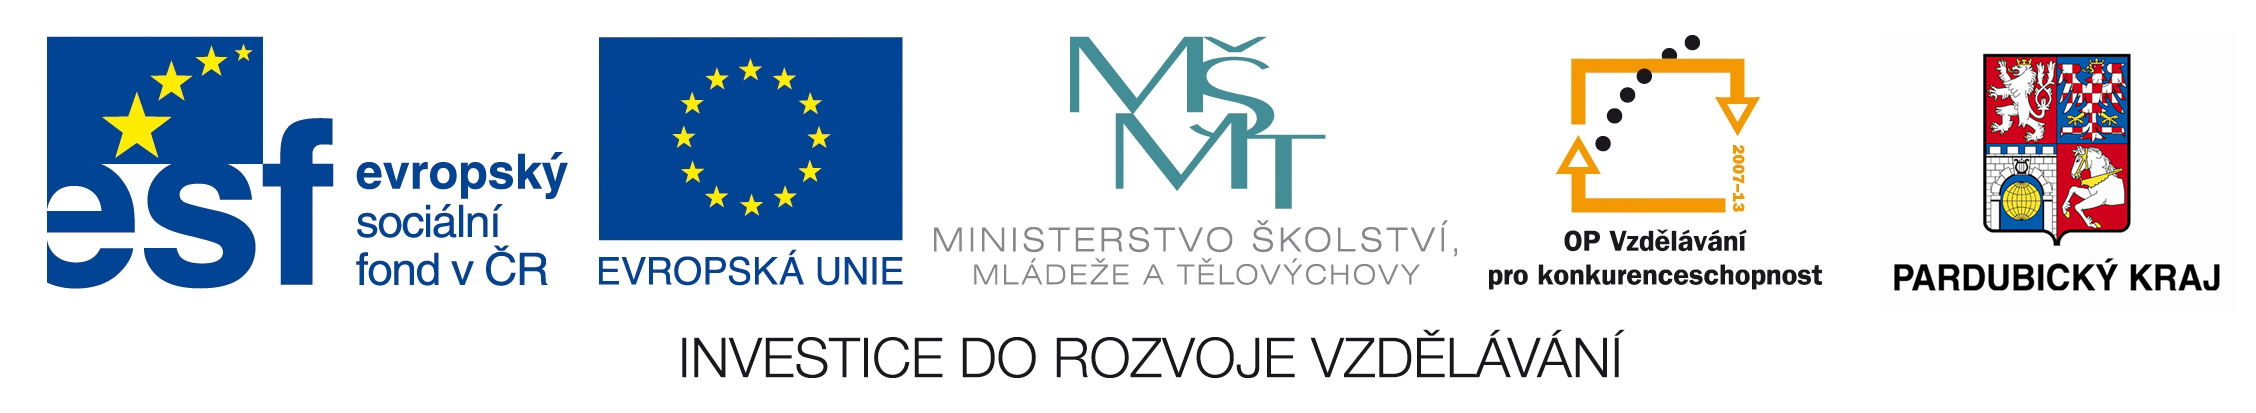 esf
evropský
sociální
fond v ČR
EVROPSKÁ UNIE
MŠMT
MINISTERSTVO ŠKOLSTVÍ,
MLÁDEŽE A TĚLOVÝCHOVY
2007-13
OP Vzdělávání
pro konkurenceschopnost
PARDUBICKÝ KRAJ
INVESTICE DO ROZVOJE VZDĚLÁVÁNÍ